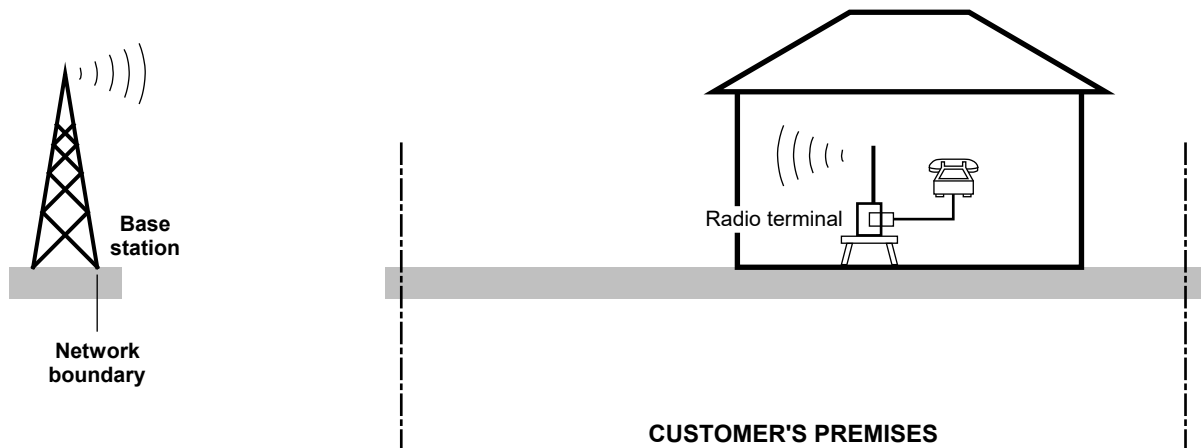 Radio terminal
Base
station
Network
boundary
CUSTOMER'S PREMISES